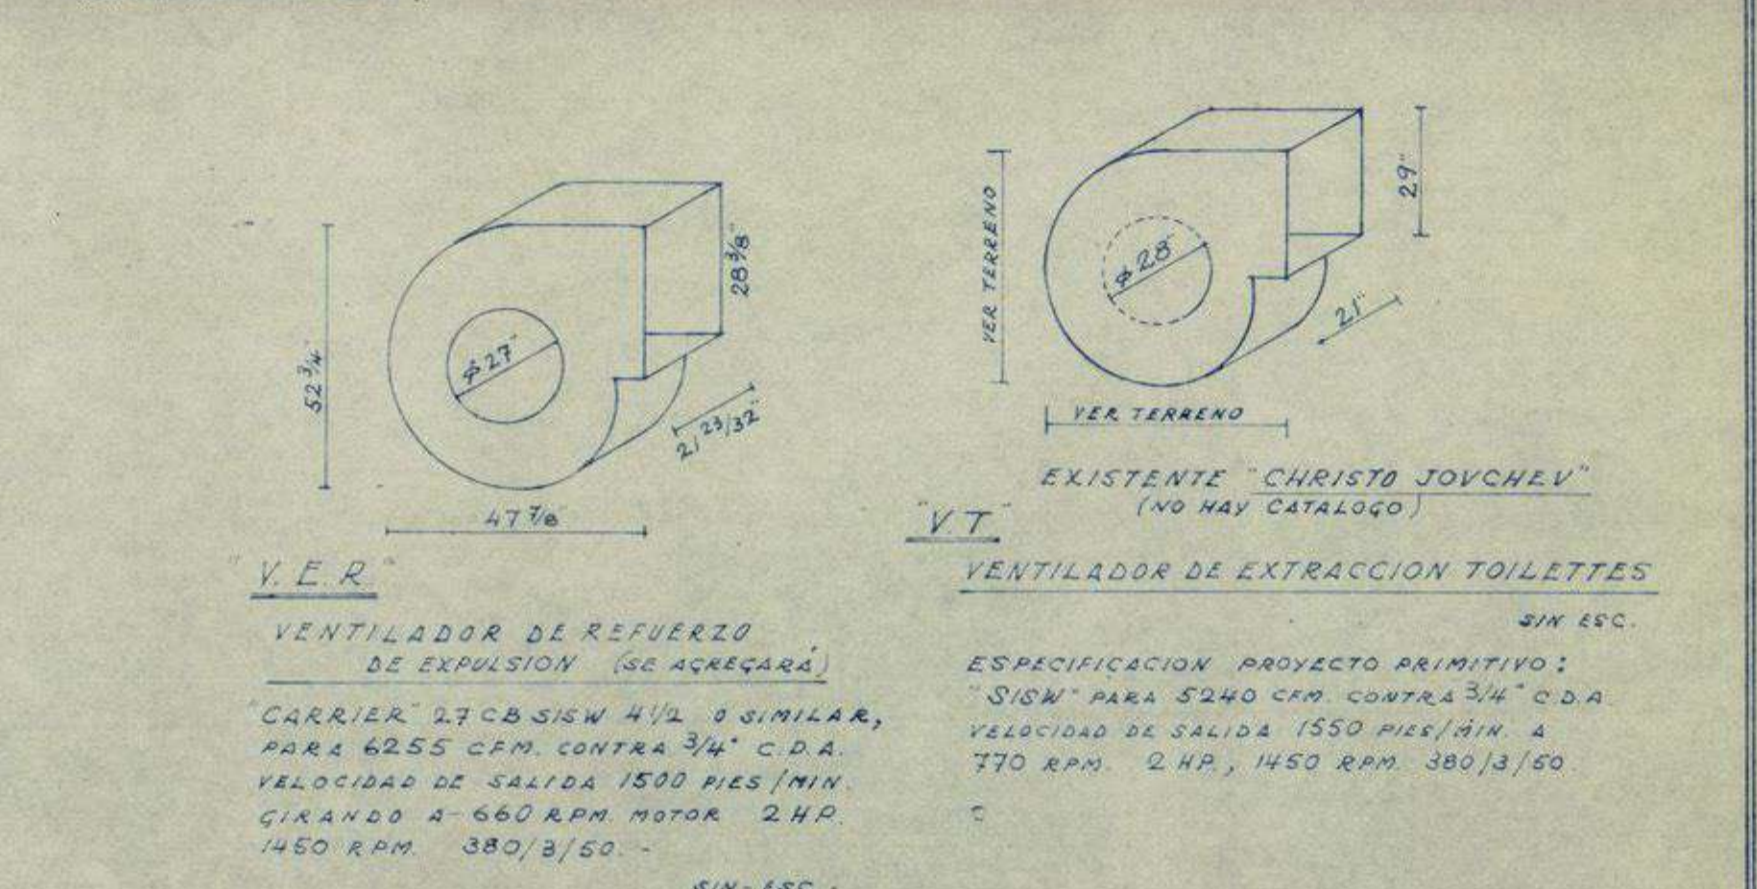 52 3/4"
φ27"
28 3/8"
21 23/32"
47 7/8
"V.E.R"
VENTILADOR DE REFUERZO
DE EXPULSION (SE AGREGARÁ)
"CARRIER" 27 CB SISW 4 1/2 O SIMILAR,
PARA 6255 CFM. CONTRA 3/4" C.D.A.
VELOCIDAD DE SALIDA 1500 PIES/MIN.
GIRANDO A 660 RPM. MOTOR 2 HP.
1450 RPM. 380/3/50.-
SIN-ESC.
VER TERRENO
φ28"
29"
21"
VER TERRENO
EXISTENTE "CHRISTO JOVCHEV"
(NO HAY CATALOGO)
"VT"
VENTILADOR DE EXTRACCION TOILETTES
SIN ESC.
ESPECIFICACION PROYECTO PRIMITIVO:
"SISW" PARA 5240 CFM. CONTRA 3/4" C.D.A.
VELOCIDAD DE SALIDA 1550 PIES/MIN. A
770 RPM. 2 HP., 1450 RPM. 380/3/50.